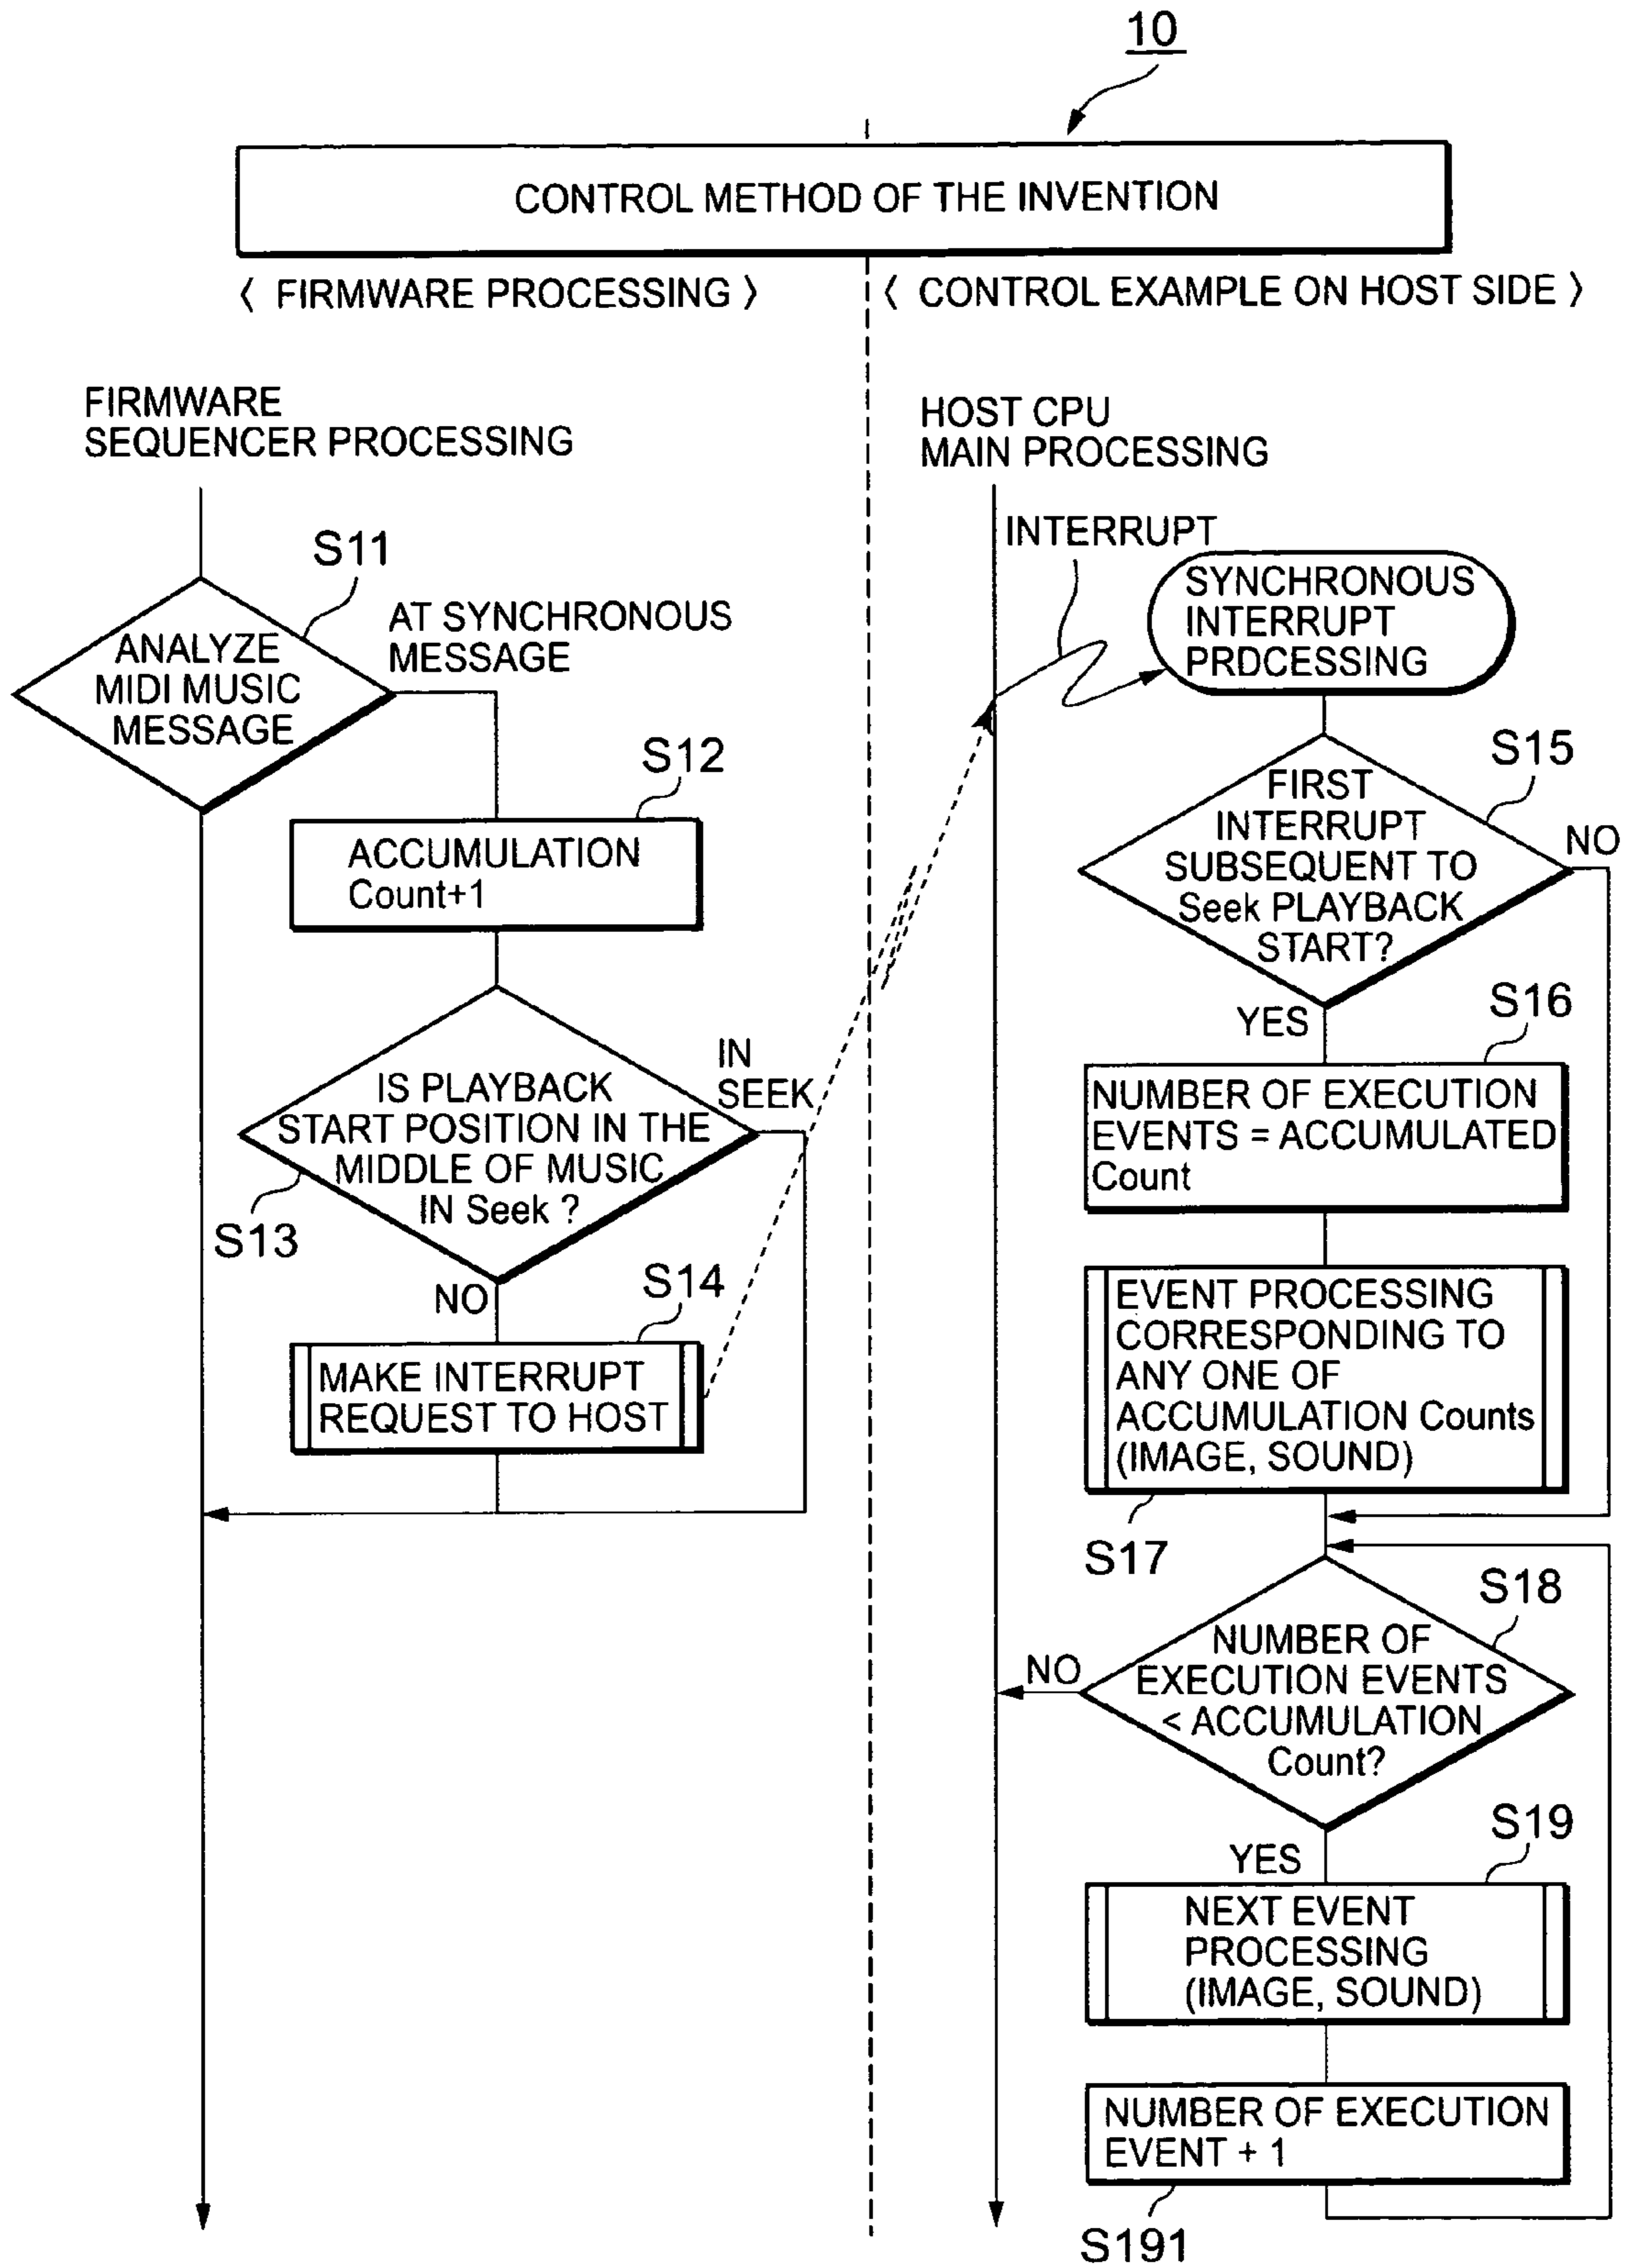 10
CONTROL METHOD OF THE INVENTION
〈 FIRMWARE PROCESSING 〉
〈 CONTROL EXAMPLE ON HOST SIDE 〉
FIRMWARE
SEQUENCER PROCESSING
S11
ANALYZE
MIDI MUSIC
MESSAGE
AT SYNCHRONOUS
MESSAGE
S12
ACCUMULATION
Count+1
IS PLAYBACK
START POSITION IN THE
MIDDLE OF MUSIC
IN Seek ?
IN
SEEK
S13
NO
S14
MAKE INTERRUPT
REQUEST TO HOST
HOST CPU
MAIN PROCESSING
INTERRUPT
SYNCHRONOUS
INTERRUPT
PRDCESSING
S15
FIRST
INTERRUPT
SUBSEQUENT TO
Seek PLAYBACK
START?
NO
YES
S16
NUMBER OF EXECUTION
EVENTS = ACCUMULATED
Count
EVENT PROCESSING
CORRESPONDING TO
ANY ONE OF
ACCUMULATION Counts
(IMAGE, SOUND)
S17
S18
NUMBER OF
EXECUTION EVENTS
< ACCUMULATION
Count?
NO
YES
S19
NEXT EVENT
PROCESSING
(IMAGE, SOUND)
NUMBER OF EXECUTION
EVENT + 1
S191